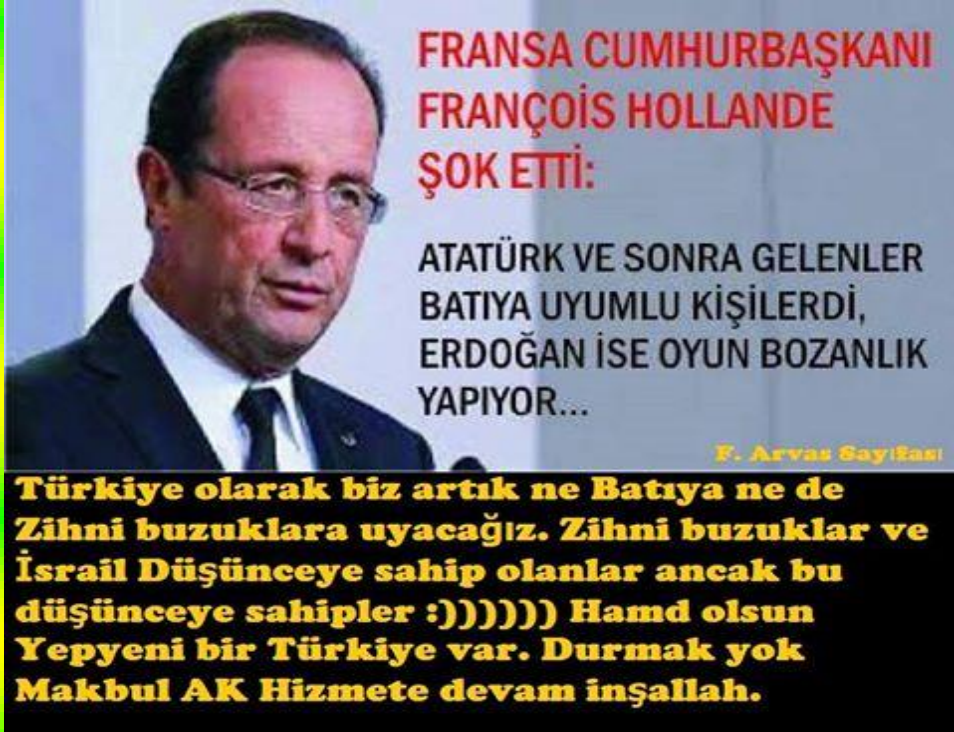 FRANSA CUMHURBAŞKANI
FRANÇOİS HOLLANDE
ŞOK ETTİ:
ATATÜRK VE SONRA GELENLER
BATIYA UYUMLU KİŞİLERDİ,
ERDOĞAN İSE OYUN BOZANLIK
YAPIYOR...
F. Arvas Sayıfası
Türkiye olarak biz artık ne Batıya ne de
Zihni buzuklara uyacağız. Zihni buzuklar ve
İsrail Düşünceye sahip olanlar ancak bu
düşünceye sahipler :)))))) Hamd olsun
Yepyeni bir Türkiye var. Durmak yok
Makbul AK Hizmete devam inşallah.